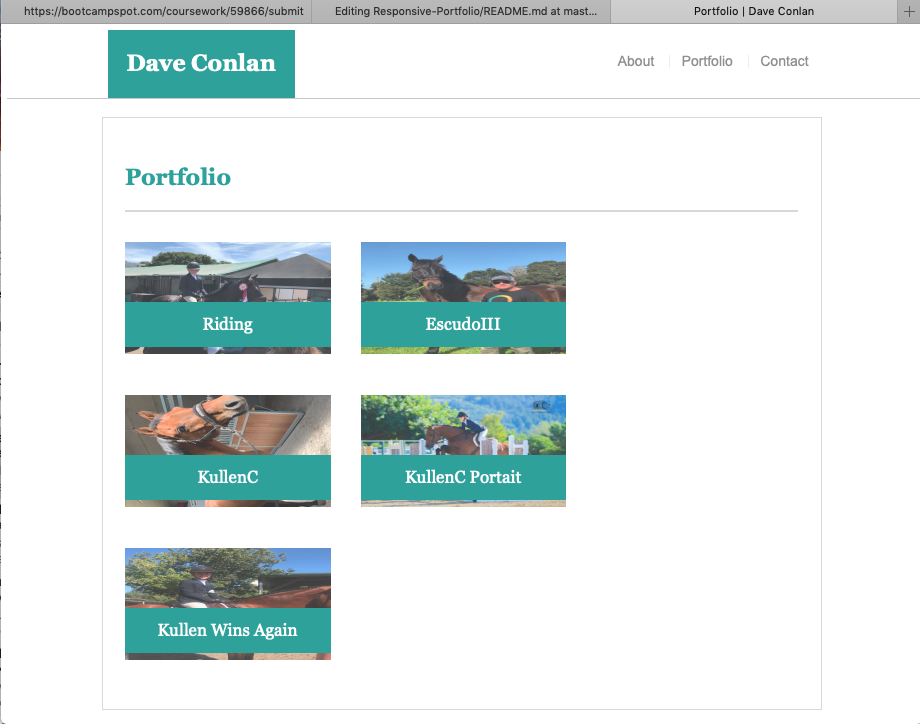 https://bootcampspot.com/coursework/59866/submit
Editing Responsive-Portfolio/README.md at mast...
Portfolio | Dave Conlan
Dave Conlan
About
Portfolio
Contact
Portfolio
Riding
EscudoIII
KullenC
KullenC Portait
Kullen Wins Again